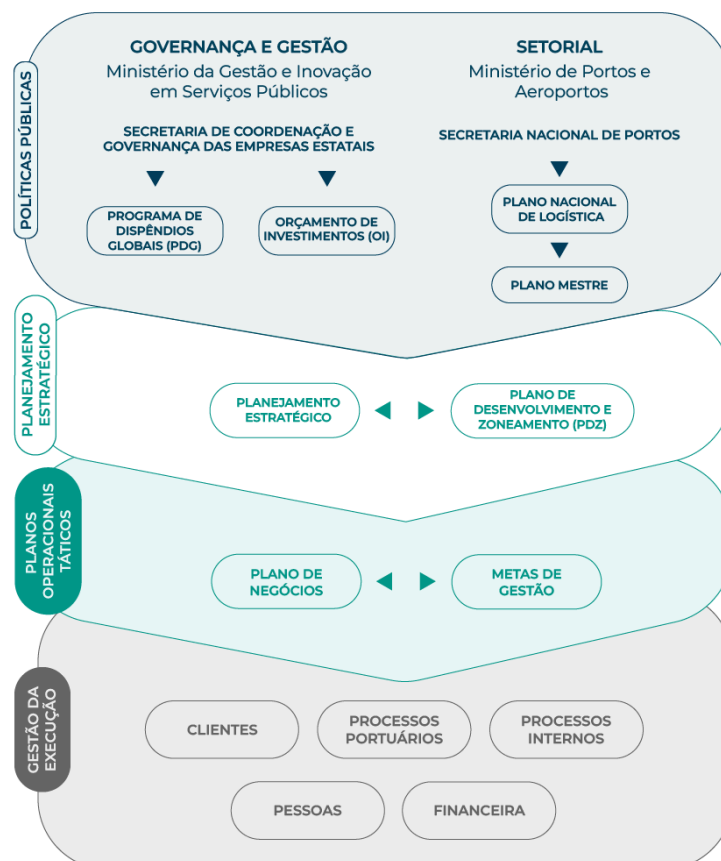 POLÍTICAS PÚBLICAS
GOVERNANÇA E GESTÃO
Ministério da Gestão e Inovação
em Serviços Públicos
SECRETARIA DE COORDENAÇÃO E
GOVERNANÇA DAS EMPRESAS ESTATAIS
PROGRAMA DE
DISPÊNDIOS
GLOBAIS (PDG)
ORÇAMENTO DE
INVESTIMENTOS (OI)
SETORIAL
Ministério de Portos e
Aeroportos
SECRETARIA NACIONAL DE PORTOS
PLANO NACIONAL
DE LOGÍSTICA
PLANO MESTRE
PLANEJAMENTO
ESTRATÉGICO
PLANEJAMENTO
ESTRATÉGICO
PLANO DE
DESENVOLVIMENTO E
ZONEAMENTO (PDZ)
PLANOS
OPERACIONAIS
TÁTICOS
PLANO DE
NEGÓCIOS
METAS DE
GESTÃO
GESTÃO DA
EXECUÇÃO
CLIENTES
PROCESSOS
PORTUÁRIOS
PROCESSOS
INTERNOS
PESSOAS
FINANCEIRA